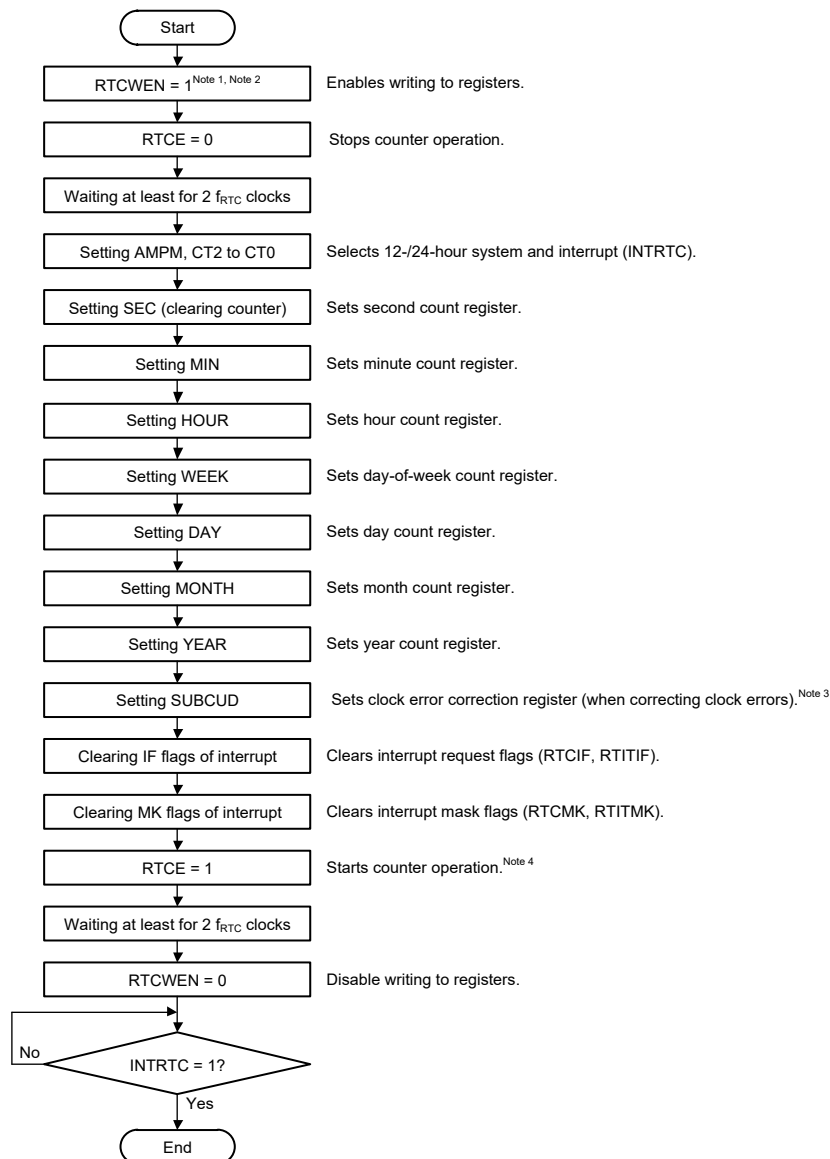 Start
RTCWEN = 1Note 1, Note 2 Enables writing to registers.
RTCE = 0 Stops counter operation.
Waiting at least for 2 fRTC clocks
Setting AMPM, CT2 to CT0 Selects 12-/24-hour system and interrupt (INTRTC).
Setting SEC (clearing counter) Sets second count register.
Setting MIN Sets minute count register.
Setting HOUR Sets hour count register.
Setting WEEK Sets day-of-week count register.
Setting DAY Sets day count register.
Setting MONTH Sets month count register.
Setting YEAR Sets year count register.
Setting SUBCUD Sets clock error correction register (when correcting clock errors).Note 3
Clearing IF flags of interrupt Clears interrupt request flags (RTCIF, RTITIF).
Clearing MK flags of interrupt Clears interrupt mask flags (RTCMK, RTITMK).
RTCE = 1 Starts counter operation.Note 4
Waiting at least for 2 fRTC clocks
RTCWEN = 0 Disable writing to registers.
No
INTRTC = 1?
Yes
End